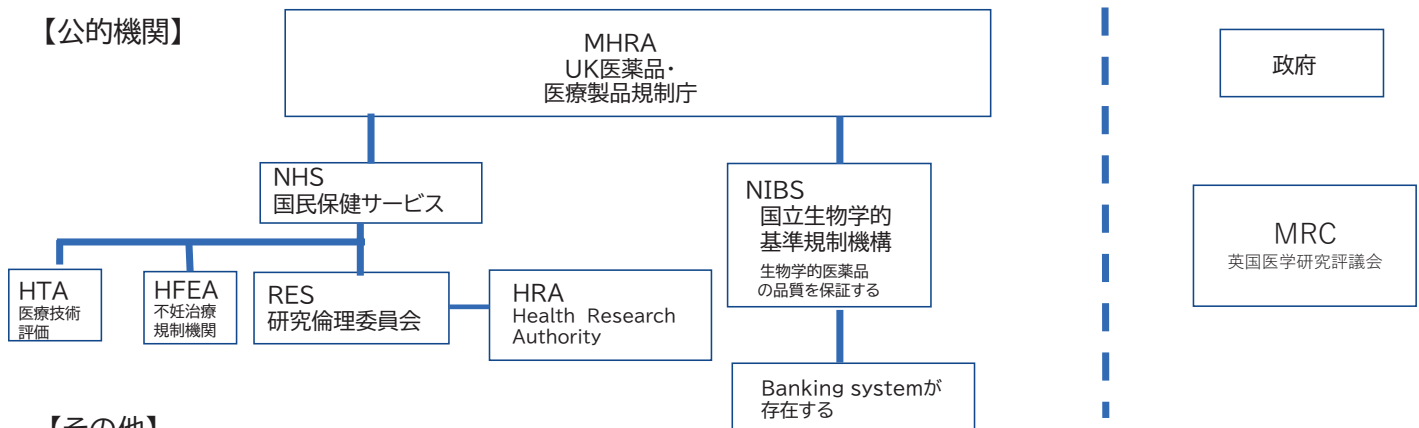 【公的機関】
MHRA
UK医薬品・
医療製品規制庁
政府
NHS
国民保健サービス
NIBS
国立生物学的
基準規制機構
生物学的医薬品
の品質を保証する
MRC
英国医学研究評議会
HTA
医療技術
評価
HFEA
不妊治療
規制機関
RES
研究倫理委員会
HRA
Health Research
Authority
Banking systemが
存在する
【その他】